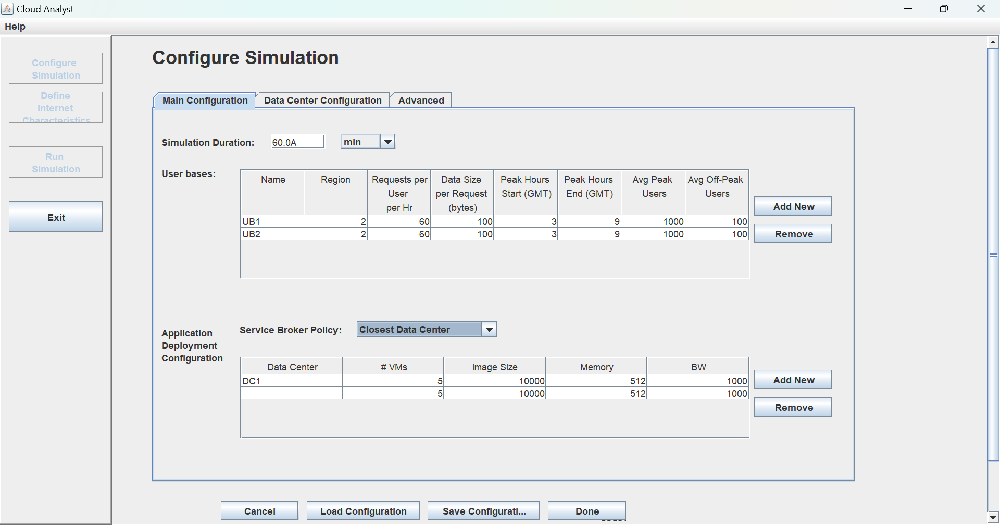 Cloud Analyst
Help
Configure
Simulation
Define
Internet
Characteristics
Run
Simulation
Exit
Configure Simulation
Main Configuration Data Center Configuration Advanced
Simulation Duration: 60.0A min
User bases:
Name Region Requests per User per Hr Data Size per Request (bytes) Peak Hours Start (GMT) Peak Hours End (GMT) Avg Peak Users Avg Off-Peak Users
UB1 2 60 100 3 9 1000 100
UB2 2 60 100 3 9 1000 100
Add New
Remove
Application
Deployment
Configuration
Service Broker Policy: Closest Data Center
Data Center # VMs Image Size Memory BW
DC1 5 10000 512 1000
5 10000 512 1000
Add New
Remove
Cancel Load Configuration Save Configurati... Done